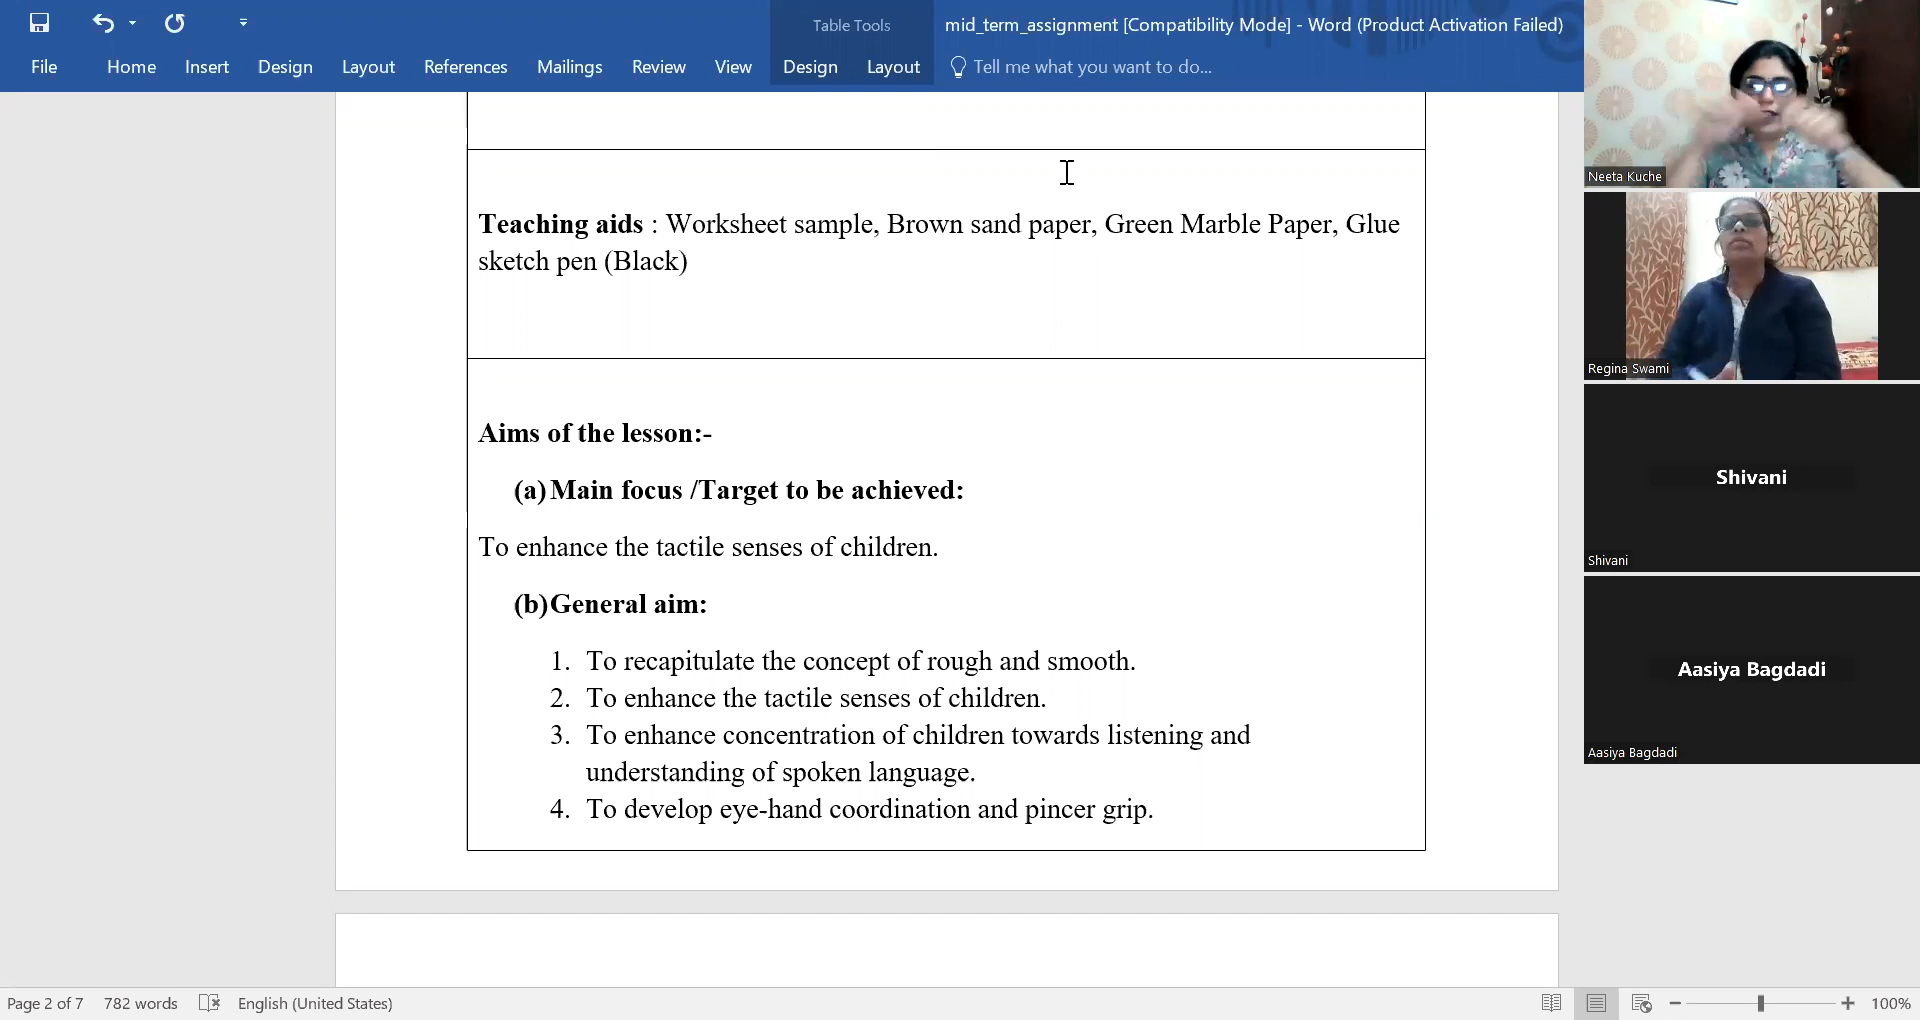 Table Tools
mid_term_assignment [Compatibility Mode] - Word (Product Activation Failed)
File Home Insert Design Layout References Mailings Review View Design Layout Tell me what you want to do...
Teaching aids : Worksheet sample, Brown sand paper, Green Marble Paper, Glue
sketch pen (Black)
Aims of the lesson:-
(a) Main focus /Target to be achieved:
To enhance the tactile senses of children.
(b) General aim:
1. To recapitulate the concept of rough and smooth.
2. To enhance the tactile senses of children.
3. To enhance concentration of children towards listening and
understanding of spoken language.
4. To develop eye-hand coordination and pincer grip.
Neeta Kuche
Regina Swami
Shivani
Shivani
Aasiya Bagdadi
Aasiya Bagdadi
Page 2 of 7 782 words English (United States) 100%